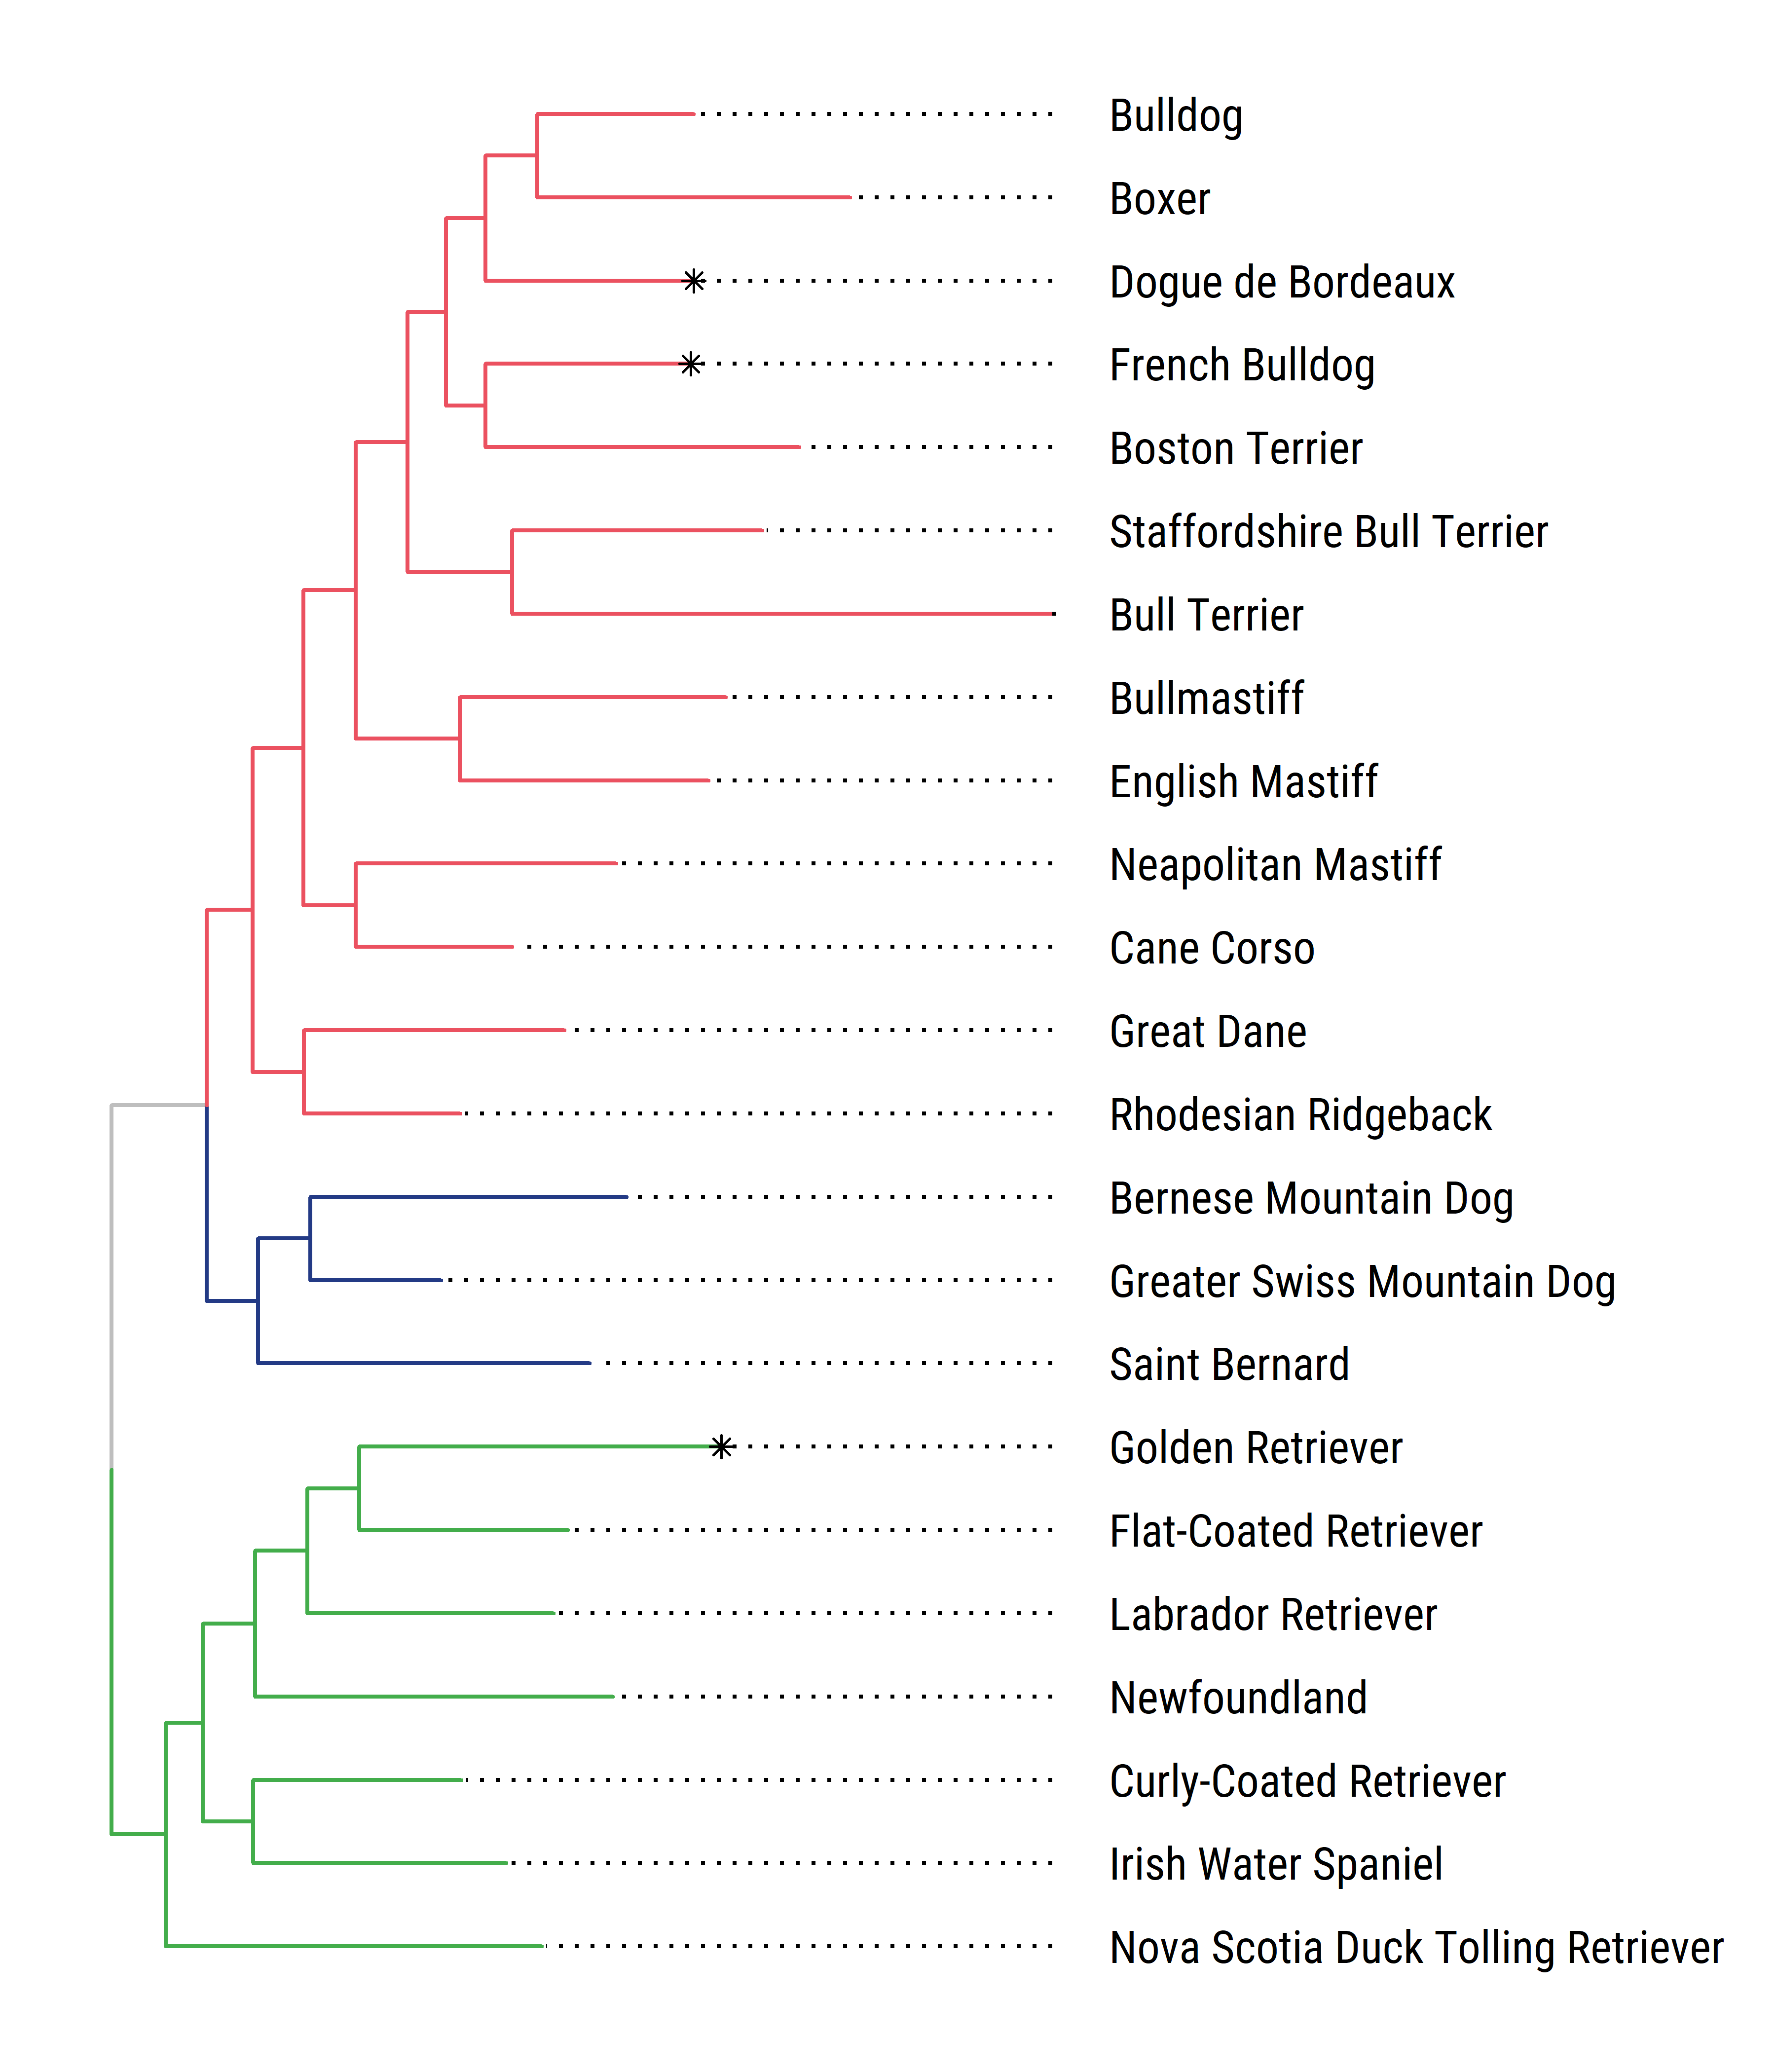 Bulldog
Boxer
Dogue de Bordeaux
French Bulldog
Boston Terrier
Staffordshire Bull Terrier
Bull Terrier
Bullmastiff
English Mastiff
Neapolitan Mastiff
Cane Corso
Great Dane
Rhodesian Ridgeback
Bernese Mountain Dog
Greater Swiss Mountain Dog
Saint Bernard
Golden Retriever
Flat-Coated Retriever
Labrador Retriever
Newfoundland
Curly-Coated Retriever
Irish Water Spaniel
Nova Scotia Duck Tolling Retriever